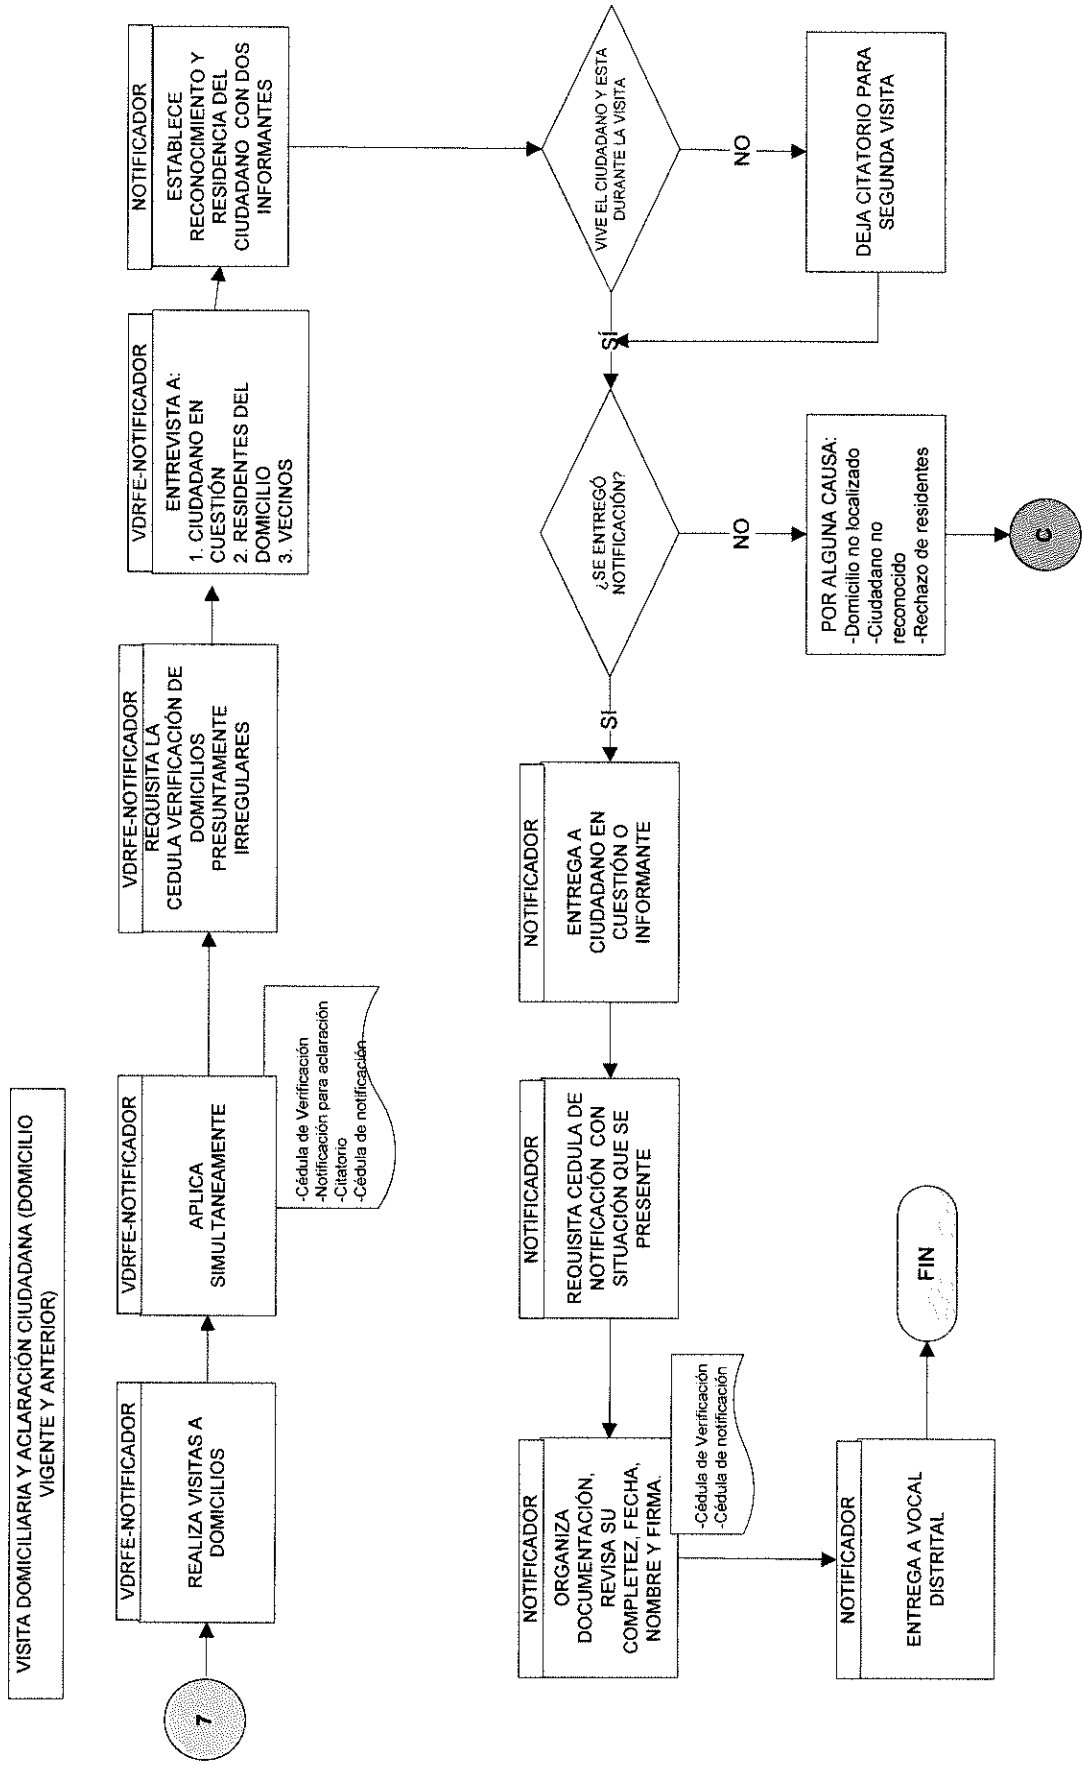 VISITA DOMICILIARIA Y ACLARACIÓN CIUDADANA (DOMICILIO
VIGENTE Y ANTERIOR)
7
VDRFE-NOTIFICADOR
REALIZA VISITAS A
DOMICILIOS
VDRFE-NOTIFICADOR
APLICA
SIMULTANEAMENTE
-Cédula de Verificación
-Notificación para aclaración
-Citatorio
-Cédula de notificación
VDRFE-NOTIFICADOR
REQUISITA LA
CEDULA VERIFICACIÓN DE
DOMICILIOS
PRESUNTAMENTE
IRREGULARES
VDRFE-NOTIFICADOR
ENTREVISTA A:
1. CIUDADANO EN
CUESTIÓN
2. RESIDENTES DEL
DOMICILIO
3. VECINOS
NOTIFICADOR
ESTABLECE
RECONOCIMIENTO Y
RESIDENCIA DEL
CIUDADANO CON DOS
INFORMANTES
VIVE EL CIUDADANO Y ESTA
DURANTE LA VISITA
NO
DEJA CITATORIO PARA
SEGUNDA VISITA
SÍ
¿SE ENTREGÓ
NOTIFICACIÓN?
NO
POR ALGUNA CAUSA:
-Domicilio no localizado
-Ciudadano no
reconocido
-Rechazo de residentes
C
SI
NOTIFICADOR
ENTREGA A
CIUDADANO EN
CUESTIÓN O
INFORMANTE
NOTIFICADOR
REQUISITA CEDULA DE
NOTIFICACIÓN CON
SITUACIÓN QUE SE
PRESENTE
NOTIFICADOR
ORGANIZA
DOCUMENTACIÓN,
REVISA SU
COMPLETEZ, FECHA,
NOMBRE Y FIRMA.
-Cédula de Verificación
-Cédula de notificación
NOTIFICADOR
ENTREGA A VOCAL
DISTRITAL
FIN